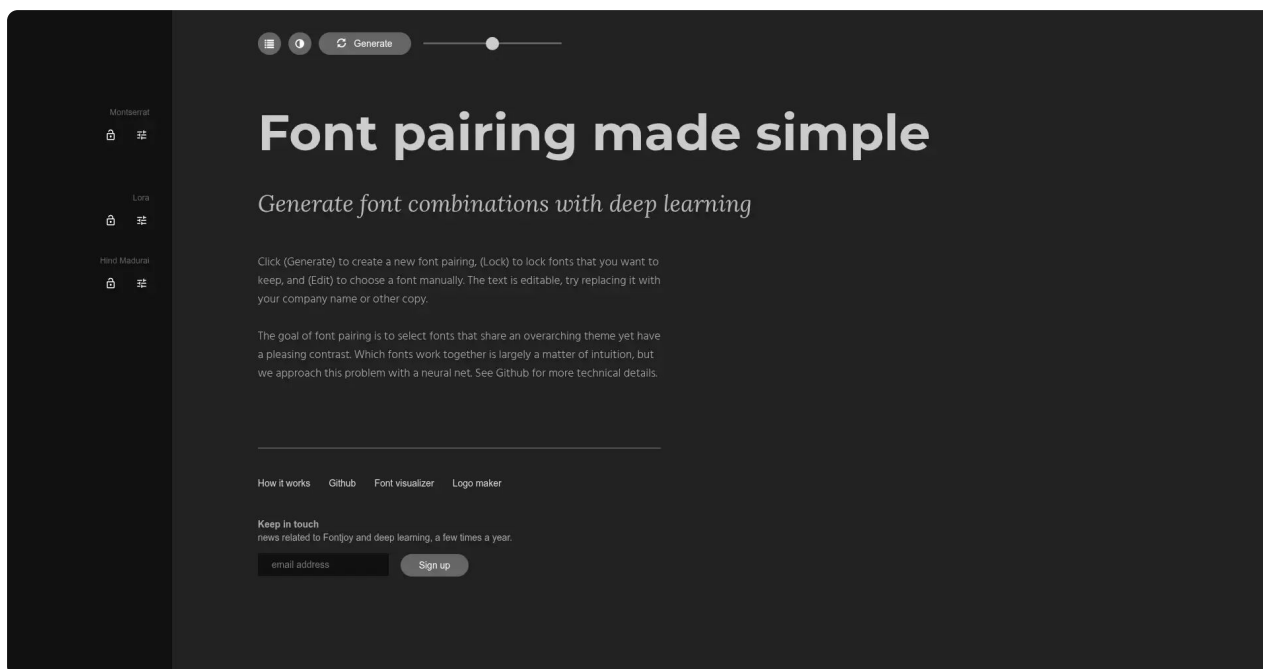 Generate
Montserrat
Font pairing made simple
Lora
Generate font combinations with deep learning
Hind Madurai
Click (Generate) to create a new font pairing, (Lock) to lock fonts that you want to
keep, and (Edit) to choose a font manually. The text is editable, try replacing it with
your company name or other copy.
The goal of font pairing is to select fonts that share an overarching theme yet have
a pleasing contrast. Which fonts work together is largely a matter of intuition, but
we approach this problem with a neural net. See Github for more technical details.
How it works Github Font visualizer Logo maker
Keep in touch
news related to Fontjoy and deep learning, a few times a year.
email address Sign up